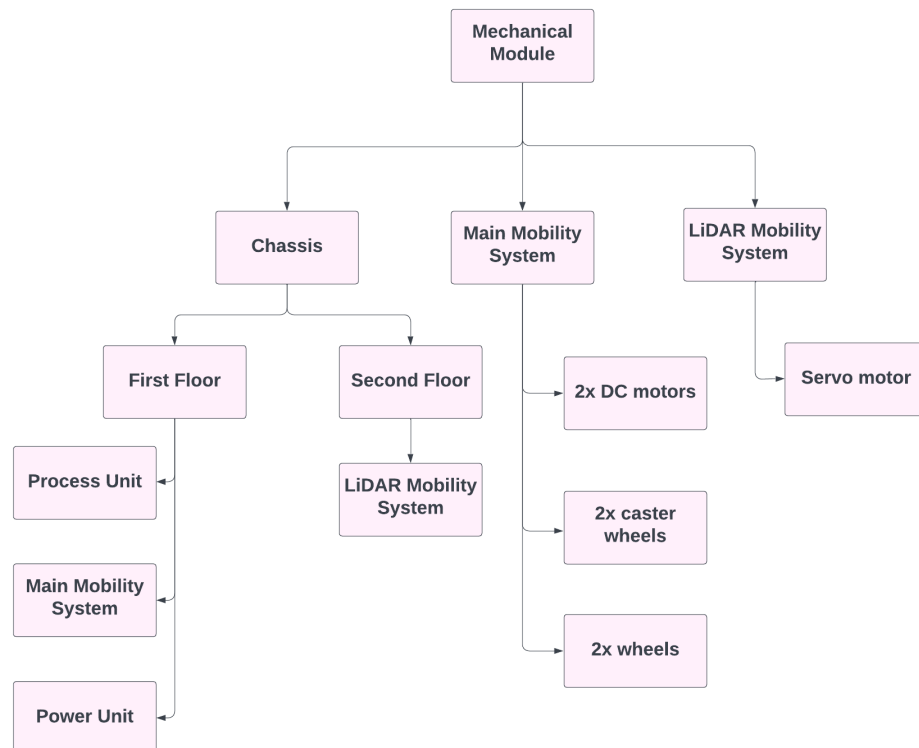 Mechanical
Module
Chassis
Main Mobility
System
LiDAR Mobility
System
First Floor
Second Floor
2x DC motors
Servo motor
Process Unit
LiDAR Mobility
System
2x caster
wheels
Main Mobility
System
2x wheels
Power Unit